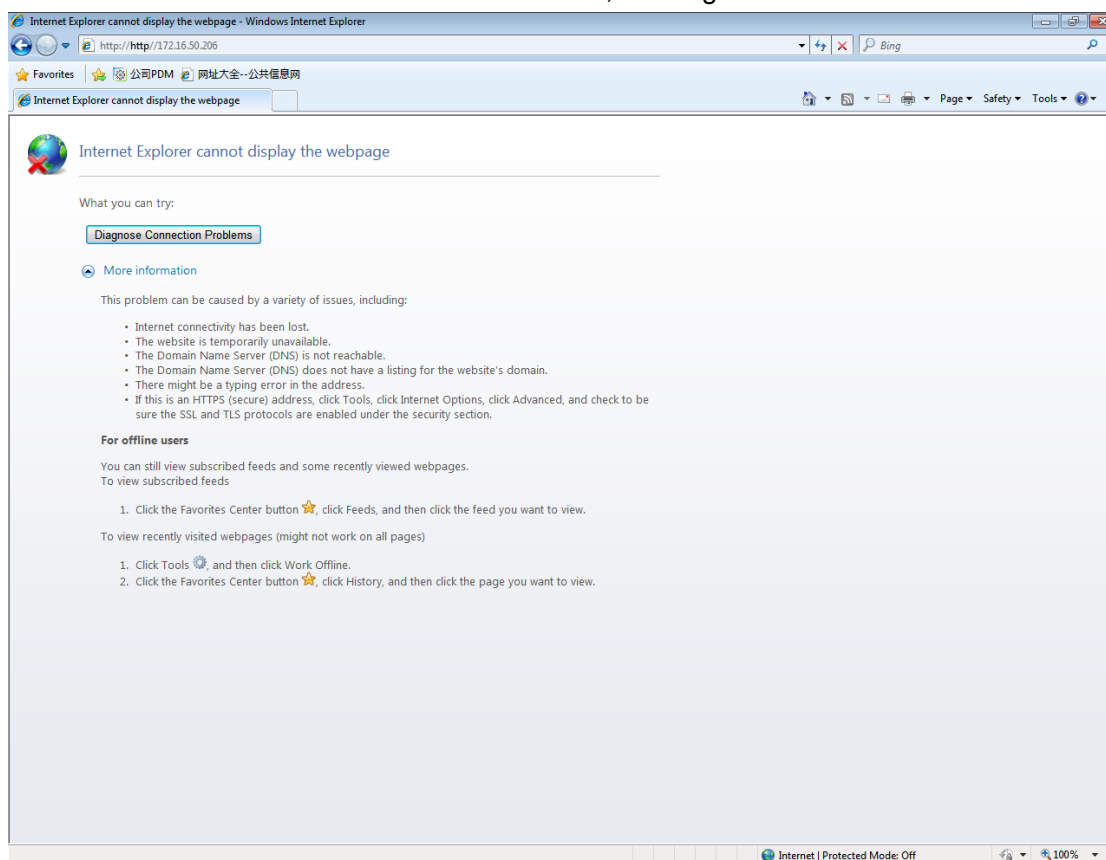 Internet Explorer cannot display the webpage - Windows Internet Explorer
http://http//172.16.50.206
Bing
Favorites 公司PDM 网址大全--公共信息网
Internet Explorer cannot display the webpage
Page Safety Tools
Internet Explorer cannot display the webpage
What you can try:
Diagnose Connection Problems
More information
This problem can be caused by a variety of issues, including:
• Internet connectivity has been lost.
• The website is temporarily unavailable.
• The Domain Name Server (DNS) is not reachable.
• The Domain Name Server (DNS) does not have a listing for the website's domain.
• There might be a typing error in the address.
• If this is an HTTPS (secure) address, click Tools, click Internet Options, click Advanced, and check to be
sure the SSL and TLS protocols are enabled under the security section.
For offline users
You can still view subscribed feeds and some recently viewed webpages.
To view subscribed feeds
1. Click the Favorites Center button , click Feeds, and then click the feed you want to view.
To view recently visited webpages (might not work on all pages)
1. Click Tools , and then click Work Offline.
2. Click the Favorites Center button , click History, and then click the page you want to view.
Internet | Protected Mode: Off
100%